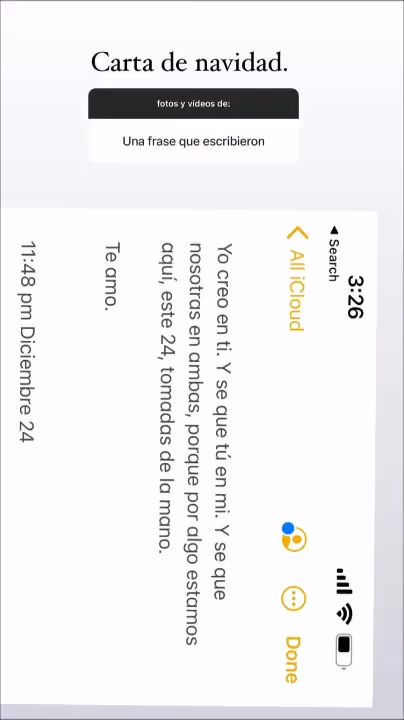 Carta de navidad.
fotos y vídeos de:
Una frase que escribieron
3:26
◀ Search
All iCloud
Done
Yo creo en ti. Y se que tú en mi. Y se que
nosotras en ambas, porque por algo estamos
aquí, este 24, tomadas de la mano.
Te amo.
11:48 pm Diciembre 24